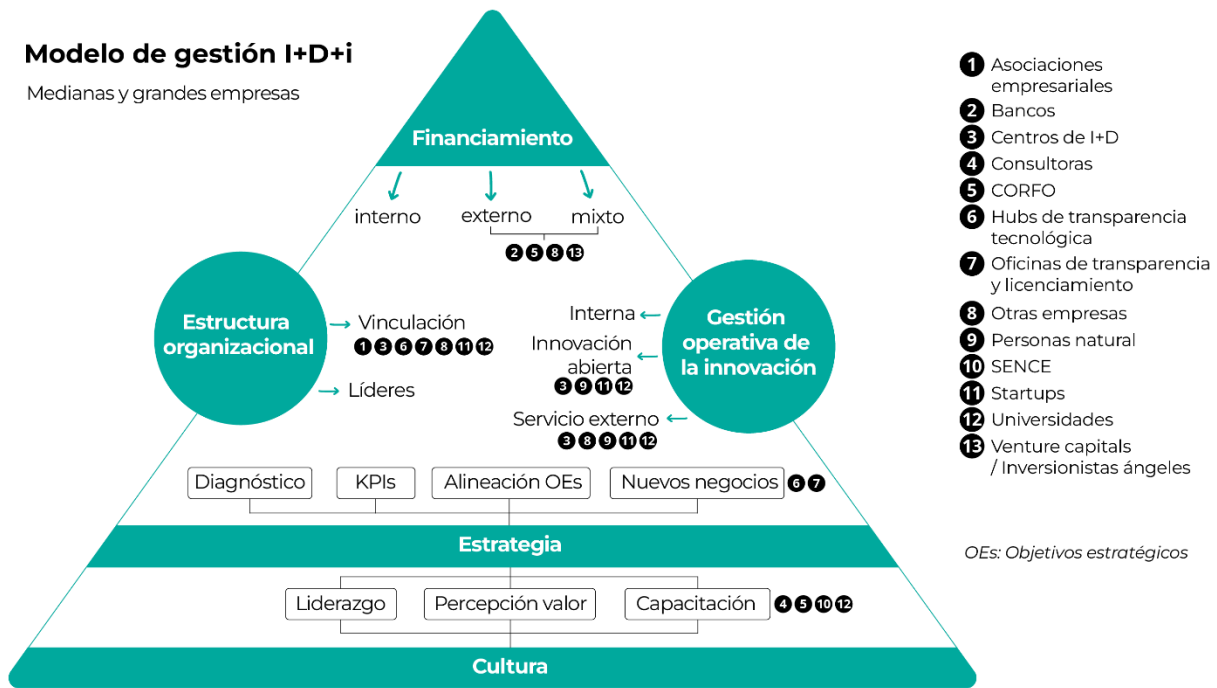 Modelo de gestión I+D+i
Medianas y grandes empresas
Financiamiento
interno
externo
mixto
2 5 8 13
Estructura
organizacional
Vinculación
1 3 6 7 8 11 12
Líderes
Gestión
operativa de
la innovación
Interna
Innovación
abierta
3 9 11 12
Servicio externo
3 8 9 11 12
Diagnóstico
KPIs
Alineación OEs
Nuevos negocios
6 7
Estrategia
Liderazgo
Percepción valor
Capacitación
4 5 10 12
Cultura
1 Asociaciones
empresariales
2 Bancos
3 Centros de I+D
4 Consultoras
5 CORFO
6 Hubs de transparencia
tecnológica
7 Oficinas de transparencia
y licenciamiento
8 Otras empresas
9 Personas natural
10 SENCE
11 Startups
12 Universidades
13 Venture capitals
/ Inversionistas ángeles
OEs: Objetivos estratégicos